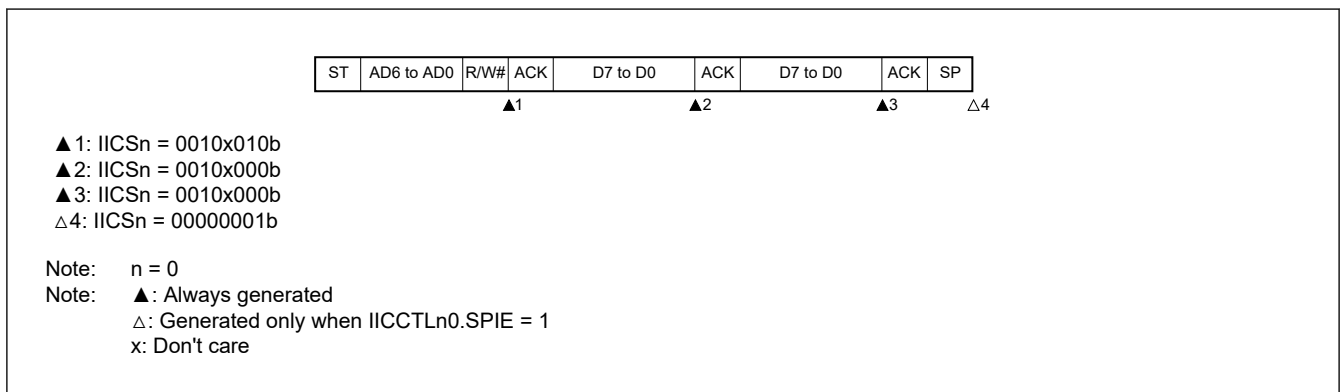 ST AD6 to AD0 R/W# ACK D7 to D0 ACK D7 to D0 ACK SP
▲1 ▲2 ▲3 △4
▲1: IICSn = 0010x010b
▲2: IICSn = 0010x000b
▲3: IICSn = 0010x000b
△4: IICSn = 00000001b
Note: n = 0
Note: ▲: Always generated
△: Generated only when IICCTLn0.SPIE = 1
x: Don't care